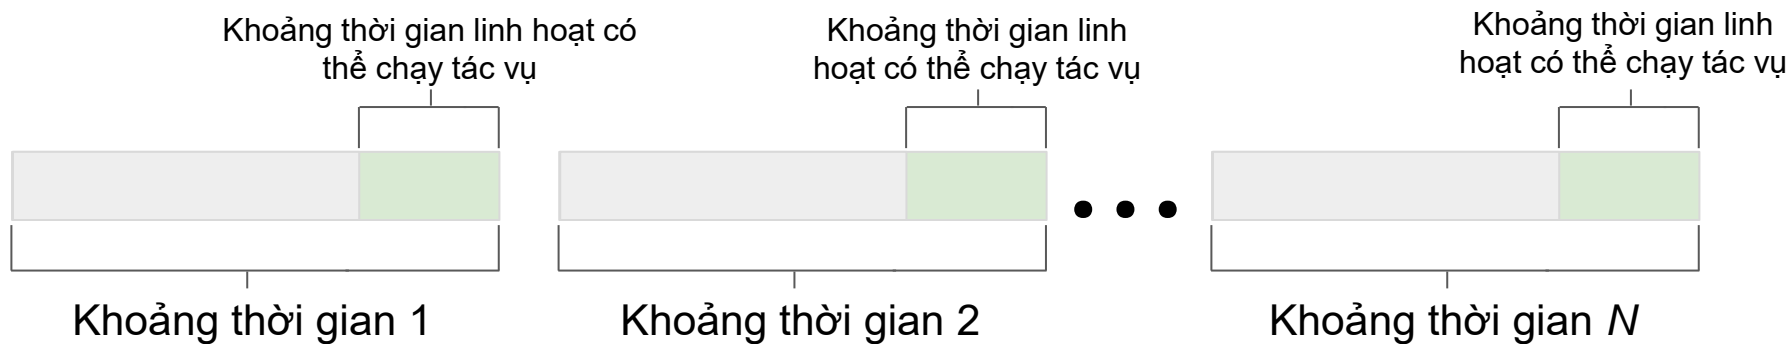 Khoảng thời gian linh hoạt có
thể chạy tác vụ
Khoảng thời gian linh
hoạt có thể chạy tác vụ
Khoảng thời gian linh
hoạt có thể chạy tác vụ
Khoảng thời gian 1
Khoảng thời gian 2
Khoảng thời gian N